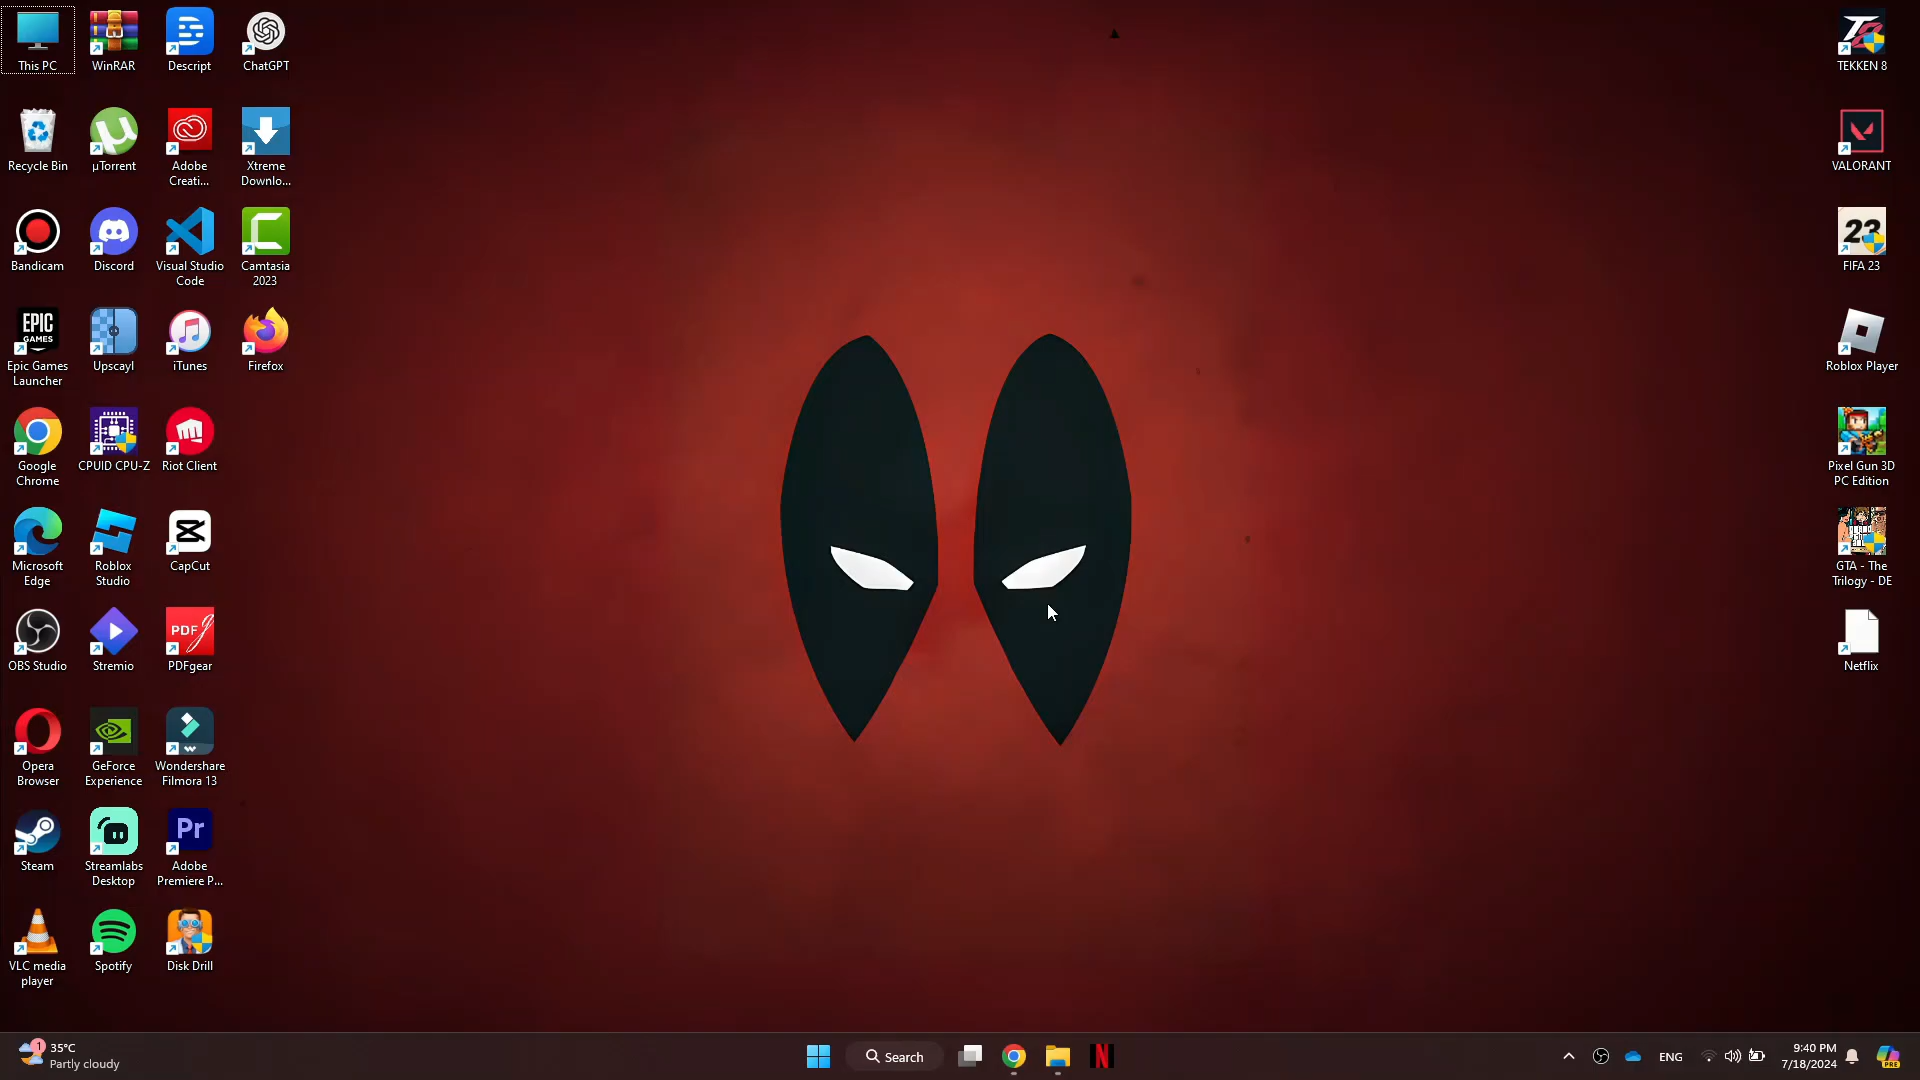 This PC
WinRAR
Descript
ChatGPT
TEKKEN 8
Recycle Bin
µTorrent
Adobe
Creati...
Xtreme
Downlo...
VALORANT
Bandicam
Discord
Visual Studio
Code
Camtasia
2023
23
FIFA 23
EPIC
GAMES
Epic Games
Launcher
Upscayl
iTunes
Firefox
Roblox Player
Google
Chrome
CPUID CPU-Z
Riot Client
Pixel Gun 3D
PC Edition
Microsoft
Edge
Roblox
Studio
CapCut
GTA - The
Trilogy - DE
OBS Studio
Stremio
PDF
PDFgear
Netflix
Opera
Browser
GeForce
Experience
Wondershare
Filmora 13
Steam
Streamlabs
Desktop
Pr
Adobe
Premiere P...
VLC media
player
Spotify
Disk Drill
1
35°C
Partly cloudy
Search
N
ENG
9:40 PM
7/18/2024
PRE